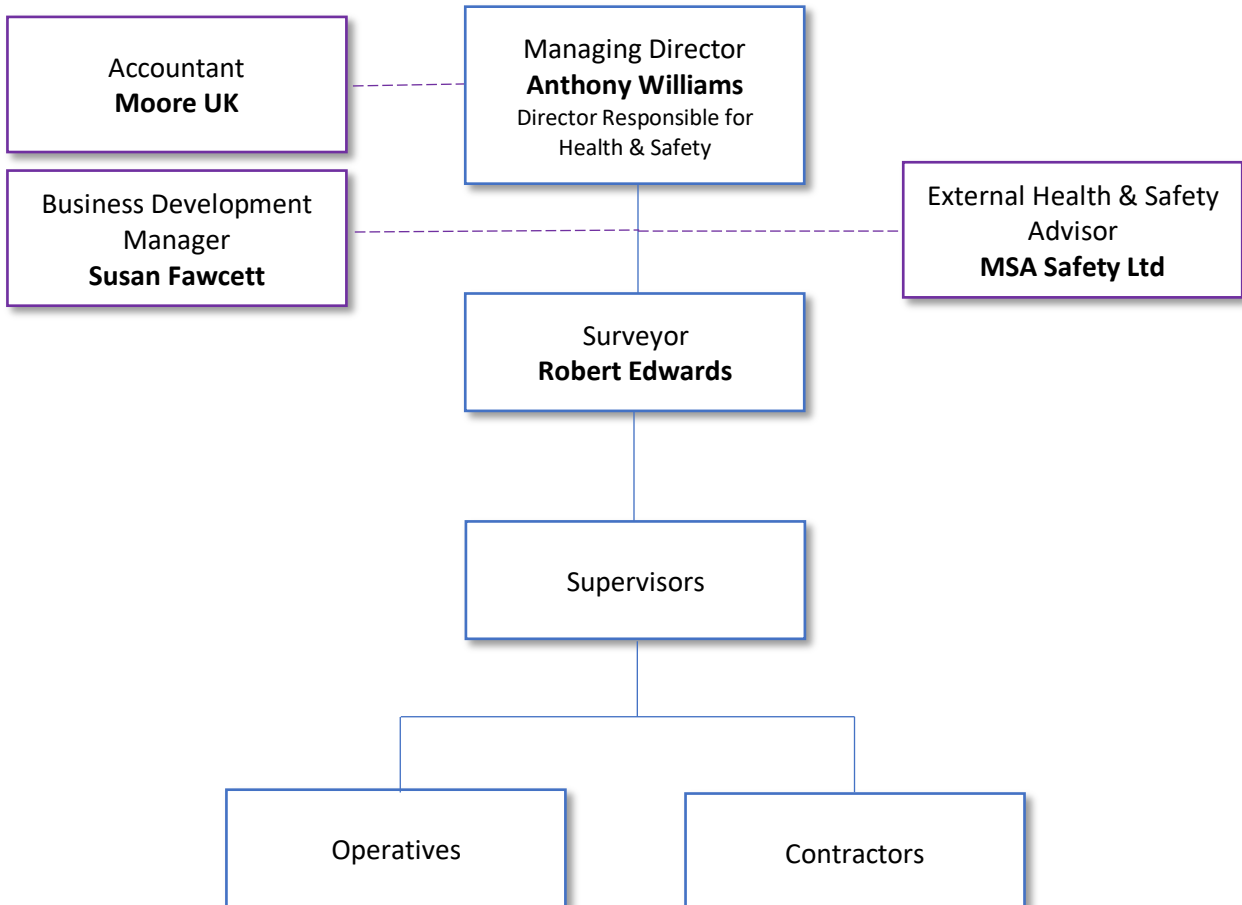 Accountant
Moore UK
Managing Director
Anthony Williams
Director Responsible for
Health & Safety
Business Development
Manager
Susan Fawcett
External Health & Safety
Advisor
MSA Safety Ltd
Surveyor
Robert Edwards
Supervisors
Operatives
Contractors